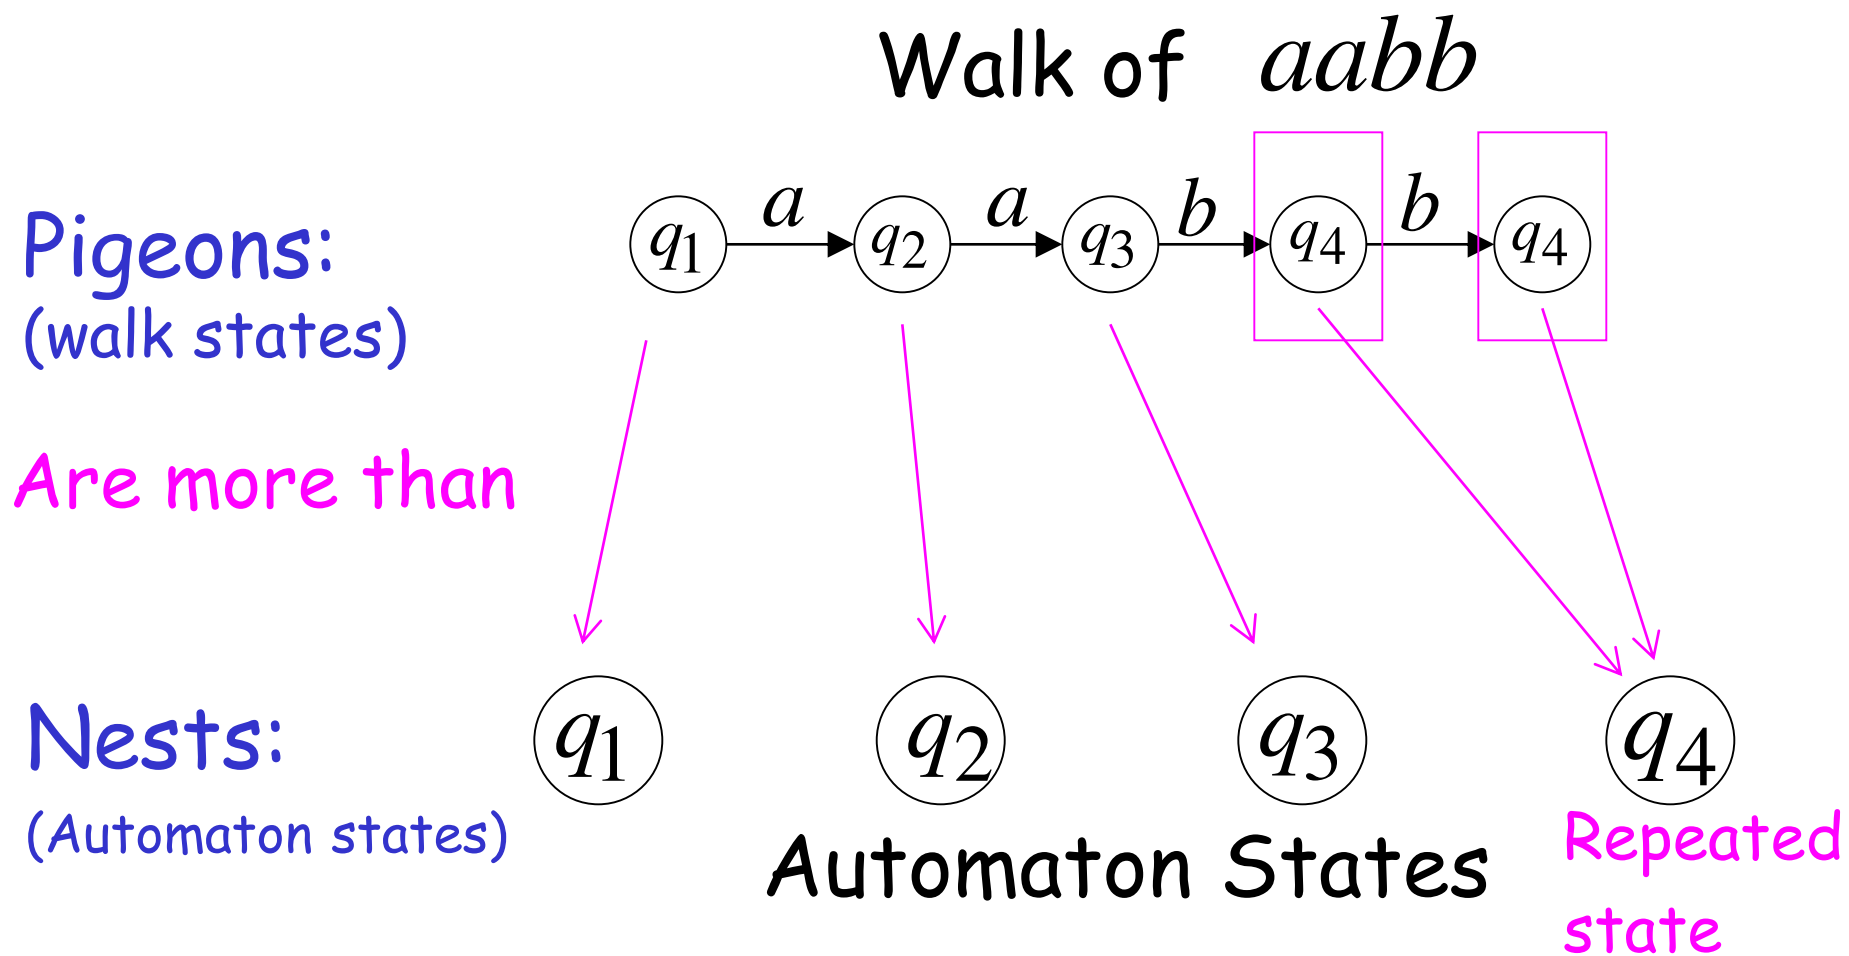 Walk of aabb
a a b b
Pigeons: q1 q2 q3 q4 q4
(walk states)
Are more than
Nests: q1 q2 q3 q4
(Automaton states)
Automaton States
Repeated
state